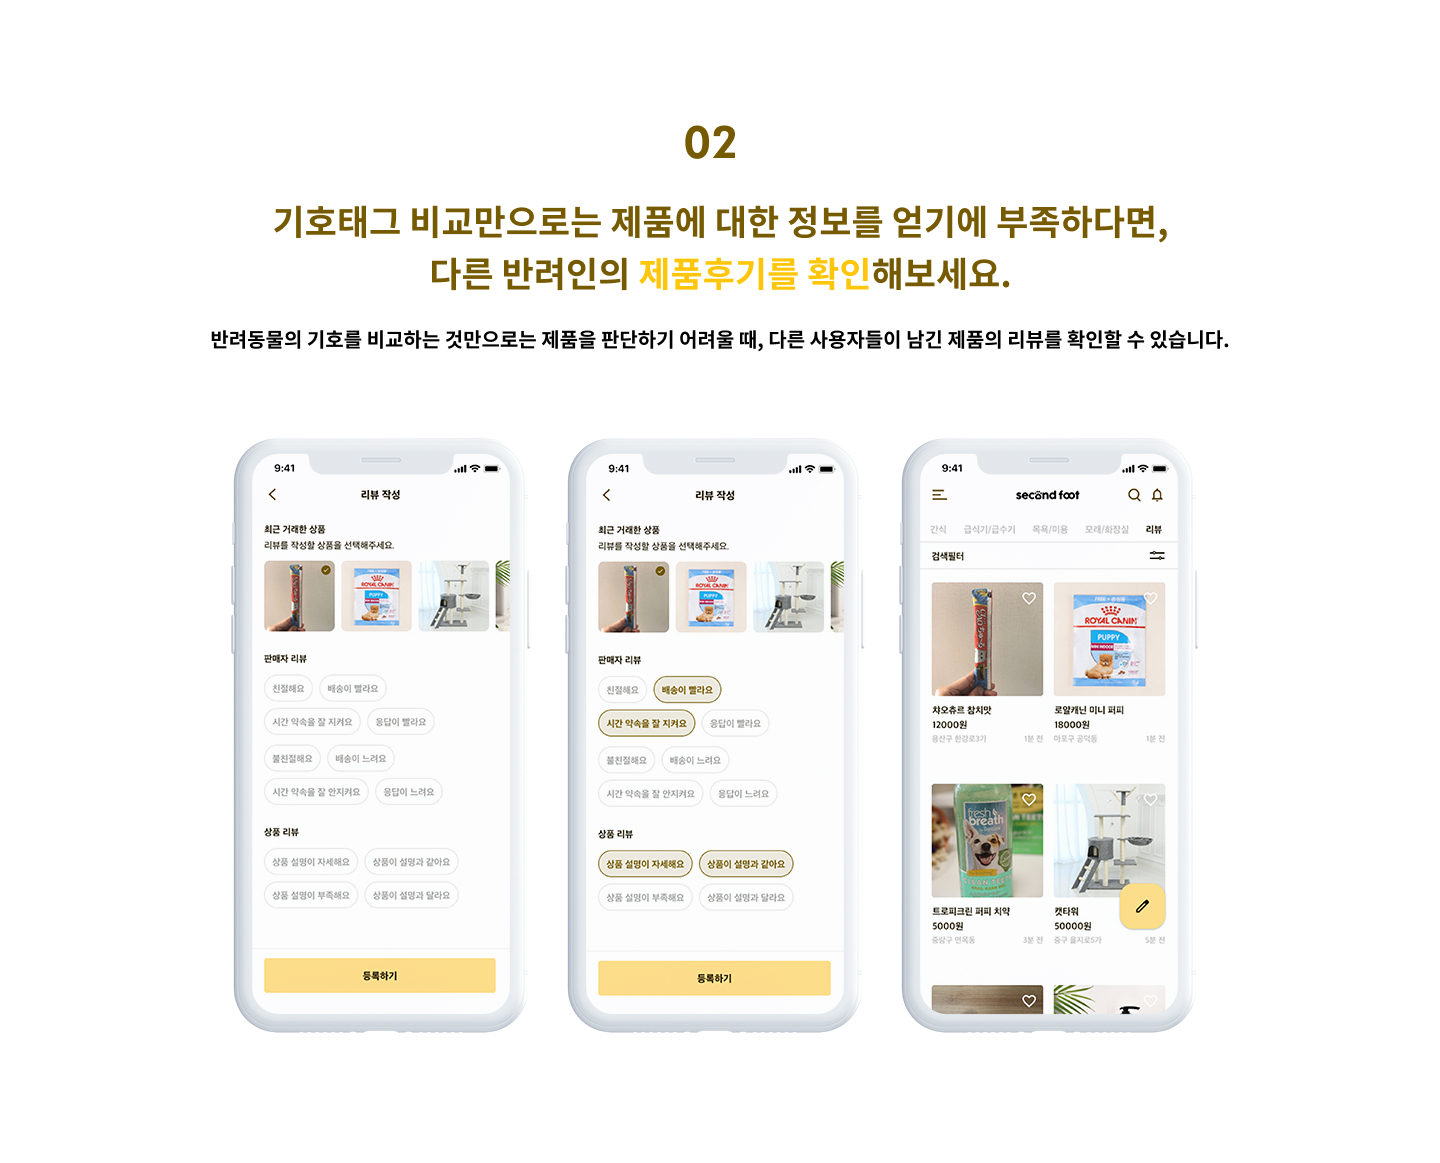 02
기호태그 비교만으로는 제품에 대한 정보를 얻기에 부족하다면,
다른 반려인의 제품후기를 확인해보세요.
반려동물의 기호를 비교하는 것만으로는 제품을 판단하기 어려울 때, 다른 사용자들이 남긴 제품의 리뷰를 확인할 수 있습니다.
9:41
리뷰 작성
최근 거래한 상품
리뷰를 작성할 상품을 선택해주세요.
ROYAL CANIN
PUPPY
판매자 리뷰
친절해요 배송이 빨라요
시간 약속을 잘 지켜요 응답이 빨라요
불친절해요 배송이 느려요
시간 약속을 잘 안지켜요 응답이 느려요
상품 리뷰
상품 설명이 자세해요 상품이 설명과 같아요
상품 설명이 부족해요 상품이 설명과 달라요
등록하기
9:41
리뷰 작성
최근 거래한 상품
리뷰를 작성할 상품을 선택해주세요.
ROYAL CANIN
PUPPY
판매자 리뷰
친절해요 배송이 빨라요
시간 약속을 잘 지켜요 응답이 빨라요
불친절해요 배송이 느려요
시간 약속을 잘 안지켜요 응답이 느려요
상품 리뷰
상품 설명이 자세해요 상품이 설명과 같아요
상품 설명이 부족해요 상품이 설명과 달라요
등록하기
9:41
second foot
간식 급식기/급수기 목욕/미용 모래/화장실 리뷰
검색필터
ROYAL CANIN
PUPPY
MINI INDOOR
챠오츄르 참치맛
12000원
용산구 한강로3가 1분 전
로얄캐닌 미니 퍼피
18000원
마포구 공덕동 1분 전
fresh
breath
CLEAN TEETH
트로피크린 퍼피 치약
5000원
중랑구 면목동 3분 전
캣타워
50000원
중구 을지로5가 5분 전